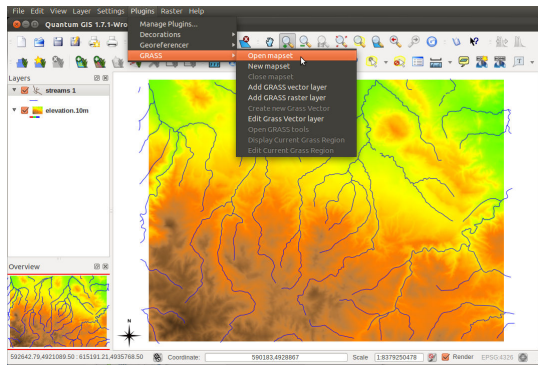 File Edit View Layer Settings Plugins Raster Help
Quantum GIS 1.7.1-Wro
Manage Plugins...
Decorations
Georeferencer
GRASS
Open mapset
New mapset
Close mapset
Add GRASS vector layer
Add GRASS raster layer
Create new Grass Vector
Edit Grass Vector layer
Open GRASS tools
Display Current Grass Region
Edit Current Grass Region
Layers
streams 1
elevation.10m
Overview
N
592642.79,4921089.50 : 615191.21,4935768.50 Coordinate: 590183,4928867 Scale 1:8379250478 Render EPSG:4326